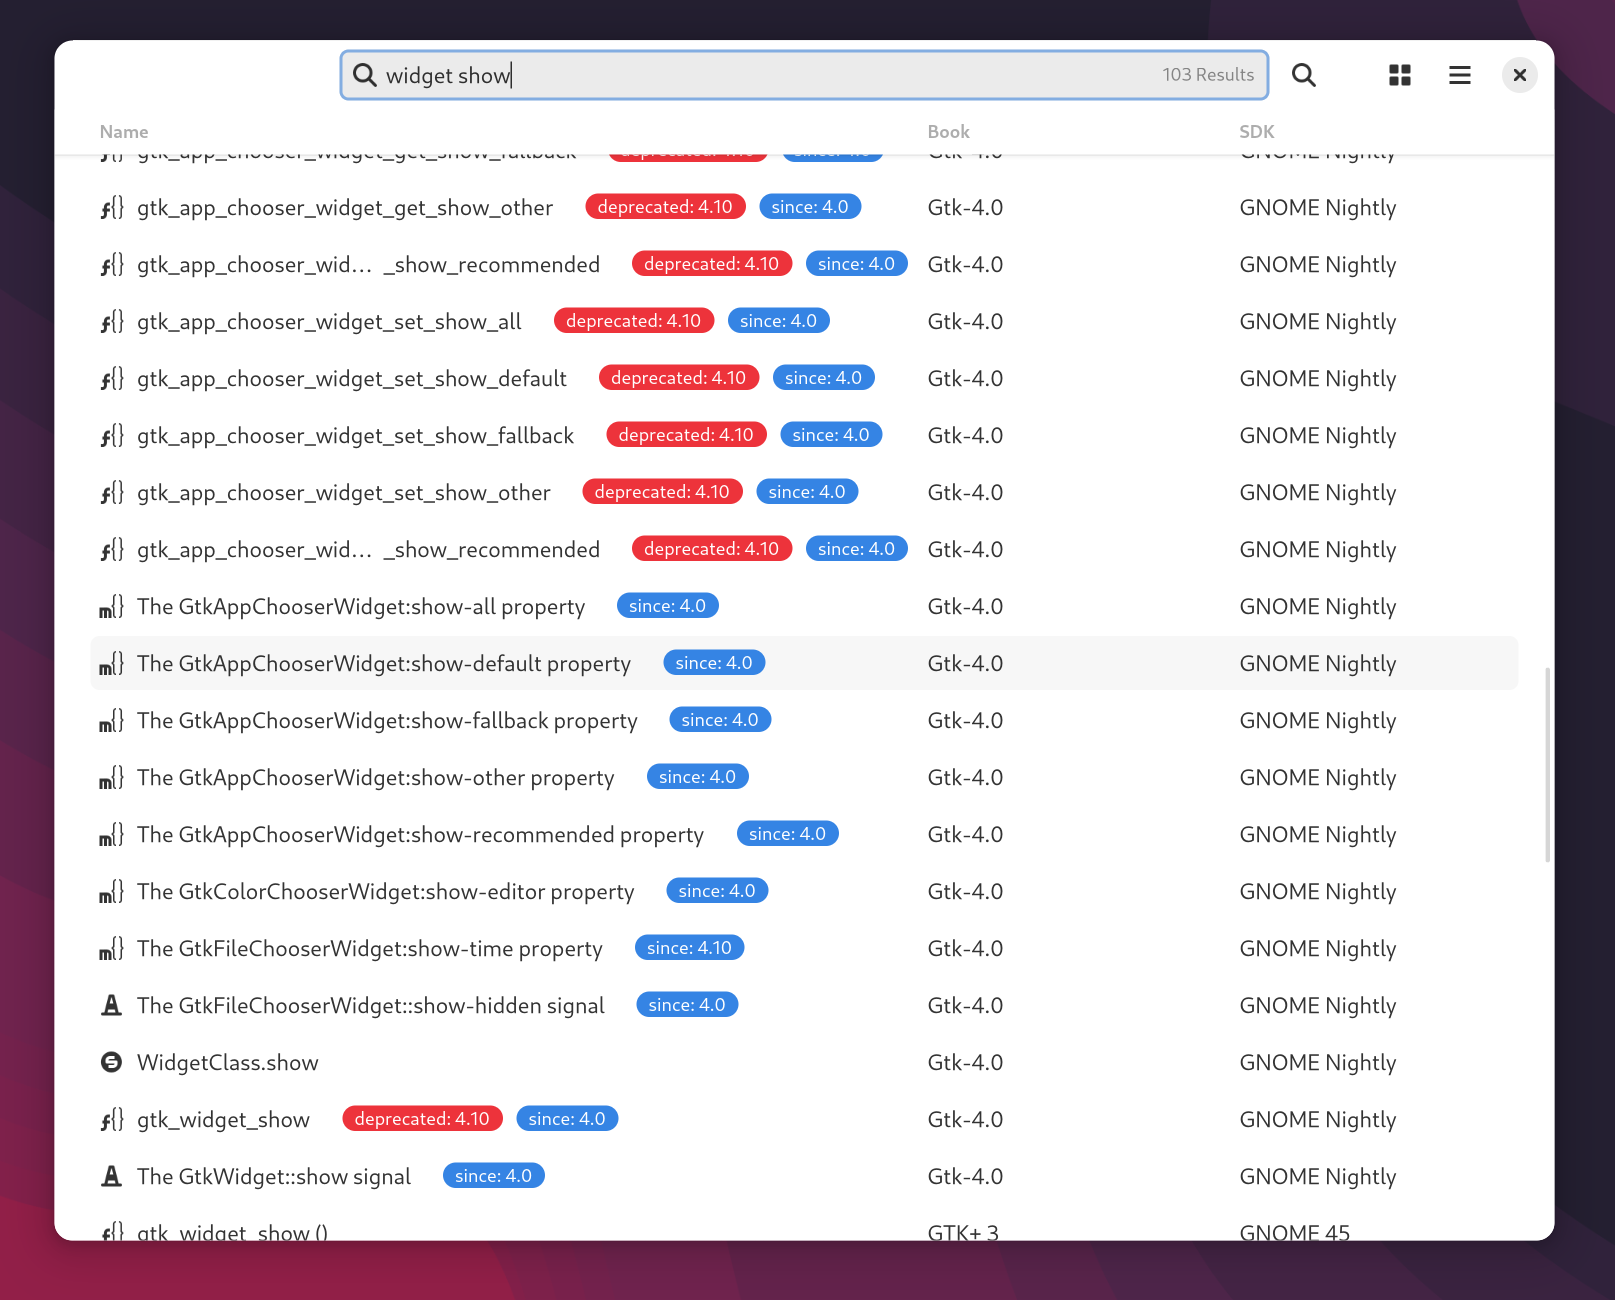 widget show 103 Results
Name Book SDK
gtk_app_chooser_widget_get_show_fallback deprecated: 4.10 since: 4.0 Gtk-4.0 GNOME Nightly
gtk_app_chooser_widget_get_show_other deprecated: 4.10 since: 4.0 Gtk-4.0 GNOME Nightly
gtk_app_chooser_wid… _show_recommended deprecated: 4.10 since: 4.0 Gtk-4.0 GNOME Nightly
gtk_app_chooser_widget_set_show_all deprecated: 4.10 since: 4.0 Gtk-4.0 GNOME Nightly
gtk_app_chooser_widget_set_show_default deprecated: 4.10 since: 4.0 Gtk-4.0 GNOME Nightly
gtk_app_chooser_widget_set_show_fallback deprecated: 4.10 since: 4.0 Gtk-4.0 GNOME Nightly
gtk_app_chooser_widget_set_show_other deprecated: 4.10 since: 4.0 Gtk-4.0 GNOME Nightly
gtk_app_chooser_wid… _show_recommended deprecated: 4.10 since: 4.0 Gtk-4.0 GNOME Nightly
The GtkAppChooserWidget:show-all property since: 4.0 Gtk-4.0 GNOME Nightly
The GtkAppChooserWidget:show-default property since: 4.0 Gtk-4.0 GNOME Nightly
The GtkAppChooserWidget:show-fallback property since: 4.0 Gtk-4.0 GNOME Nightly
The GtkAppChooserWidget:show-other property since: 4.0 Gtk-4.0 GNOME Nightly
The GtkAppChooserWidget:show-recommended property since: 4.0 Gtk-4.0 GNOME Nightly
The GtkColorChooserWidget:show-editor property since: 4.0 Gtk-4.0 GNOME Nightly
The GtkFileChooserWidget:show-time property since: 4.10 Gtk-4.0 GNOME Nightly
The GtkFileChooserWidget::show-hidden signal since: 4.0 Gtk-4.0 GNOME Nightly
WidgetClass.show Gtk-4.0 GNOME Nightly
gtk_widget_show deprecated: 4.10 since: 4.0 Gtk-4.0 GNOME Nightly
The GtkWidget::show signal since: 4.0 Gtk-4.0 GNOME Nightly
gtk_widget_show () GTK+ 3 GNOME 45